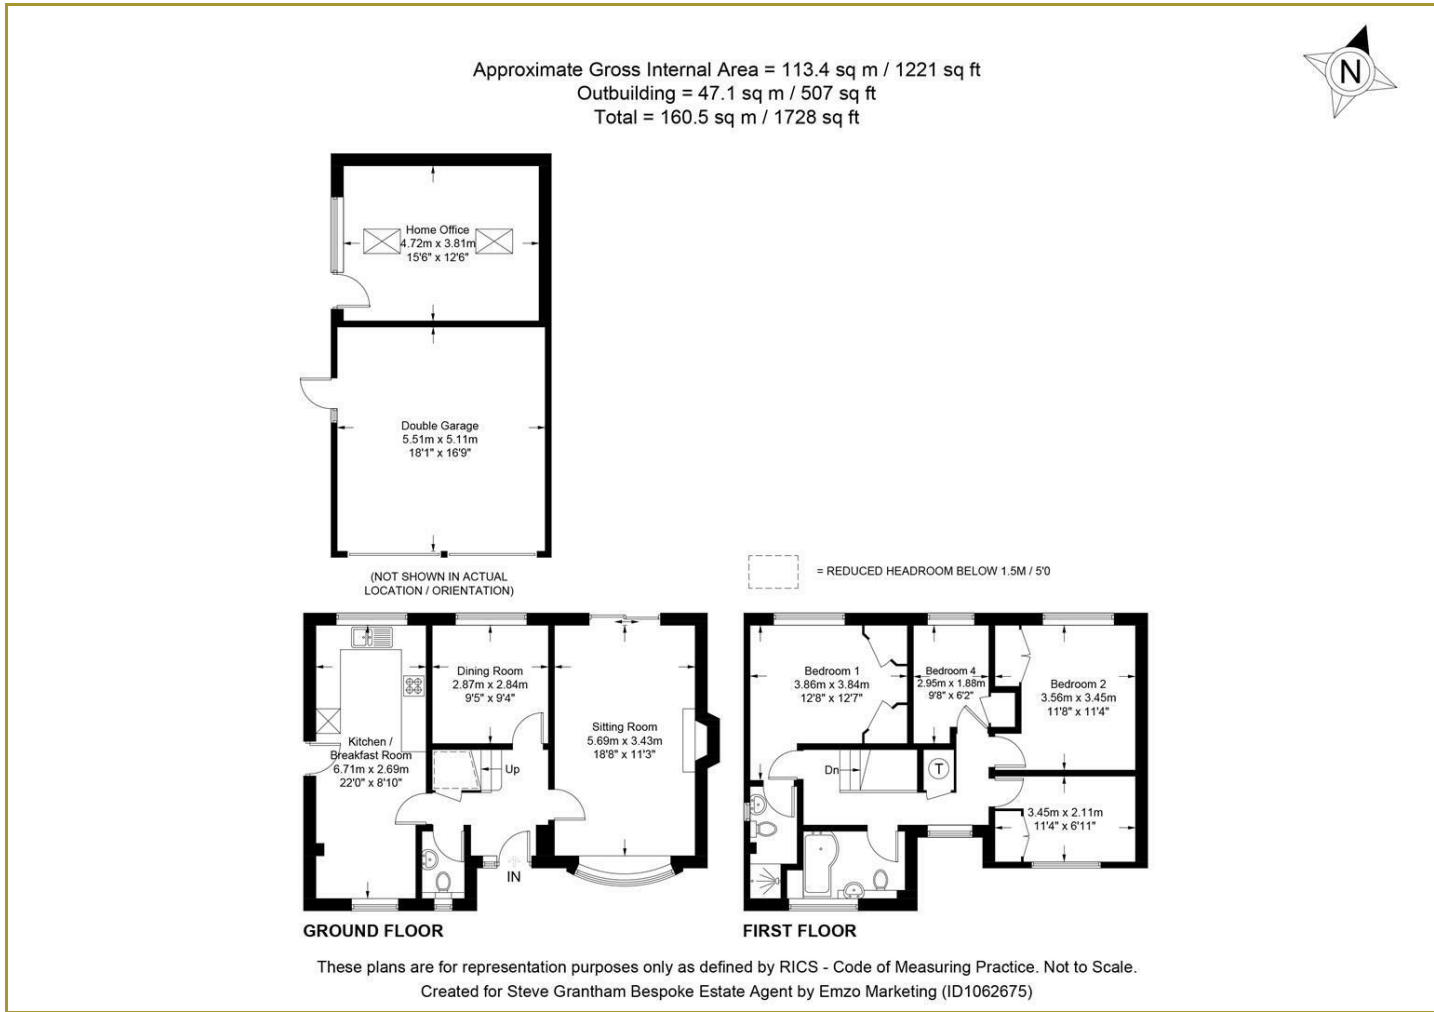 Approximate Gross Internal Area = 113.4 sq m / 1221 sq ft
Outbuilding = 47.1 sq m / 507 sq ft
Total = 160.5 sq m / 1728 sq ft
N
Home Office
4.72m x 3.81m
15'6" x 12'6"
Double Garage
5.51m x 5.11m
18'1" x 16'9"
(NOT SHOWN IN ACTUAL
LOCATION / ORIENTATION)
= REDUCED HEADROOM BELOW 1.5M / 5'0
Kitchen /
Breakfast Room
6.71m x 2.69m
22'0" x 8'10"
Dining Room
2.87m x 2.84m
9'5" x 9'4"
Up
Sitting Room
5.69m x 3.43m
18'8" x 11'3"
IN
GROUND FLOOR
Bedroom 1
3.86m x 3.84m
12'8" x 12'7"
Bedroom 4
2.95m x 1.88m
9'8" x 6'2"
Bedroom 2
3.56m x 3.45m
11'8" x 11'4"
Dn
T
3.45m x 2.11m
11'4" x 6'11"
FIRST FLOOR
These plans are for representation purposes only as defined by RICS - Code of Measuring Practice. Not to Scale.
Created for Steve Grantham Bespoke Estate Agent by Emzo Marketing (ID1062675)